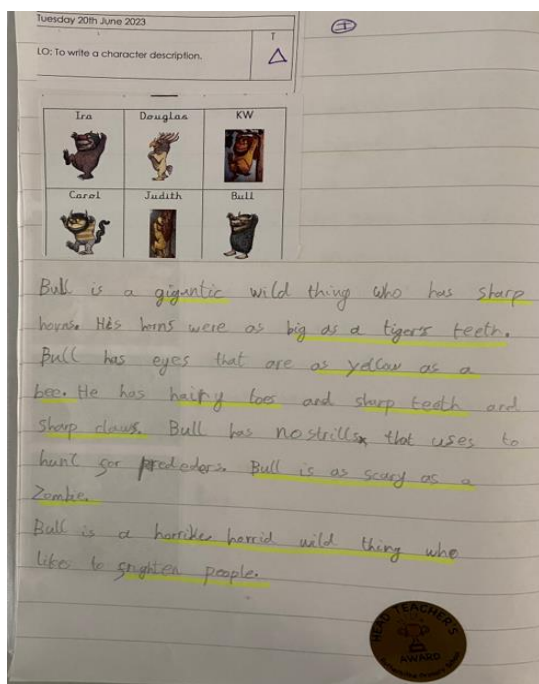 Tuesday 20th June 2023
T
I
LO: To write a character description.
Ira Douglas KW
Carol Judith Bull
Bull is a gigantic wild thing who has sharp
horns. His horns were as big as a tiger's teeth.
Bull has eyes that are as yellow as a
bee. He has hairy toes and sharp teeth and
sharp claws. Bull has nostrills that uses to
hunt for prededers. Bull is as scary as a
Zombie.
Bull is a horrible horrid wild thing who
likes to frighten people.
HEAD TEACHER'S
AWARD